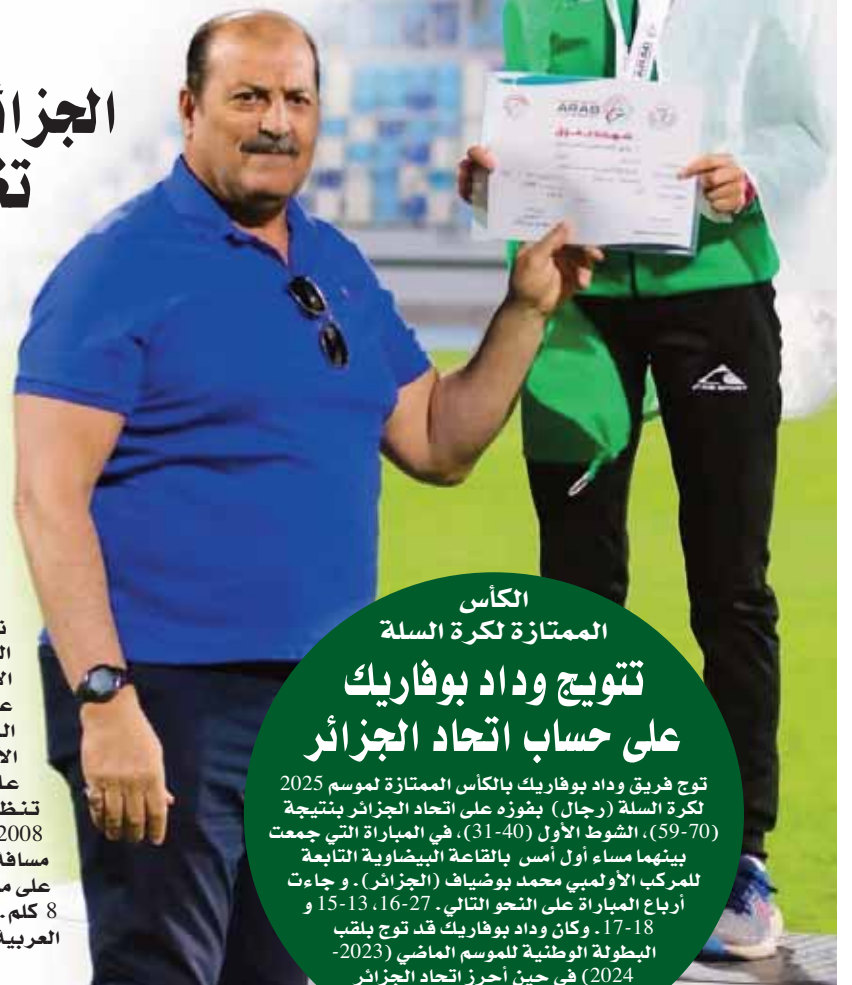 الجزائ
تغ
ARAB
ARAB
الكأس
الممتازة لكرة السلة
تتويج وداد بوفاريك
على حساب اتحاد الجزائر
توج فريق وداد بوفاريك بالكأس الممتازة لموسم 2025
لكرة السلة (رجال) بفوزه على اتحاد الجزائر بنتيجة
(70-59)، الشوط الأول (40-31)، في المباراة التي جمعت
بينهما مساء أول أمس بالقاعة البيضاوية التابعة
للمركب الأولمبي محمد بوضياف (الجزائر). و جاءت
أرباع المباراة على النحو التالي. 27-16، 13-15 و
18-17. وكان وداد بوفاريك قد توج بلقب
البطولة الوطنية للموسم الماضي (2023-
2024) في حين أحرز اتحاد الجزائر
تنظ
2008
مسافة
على م
8 كلم.
العربية